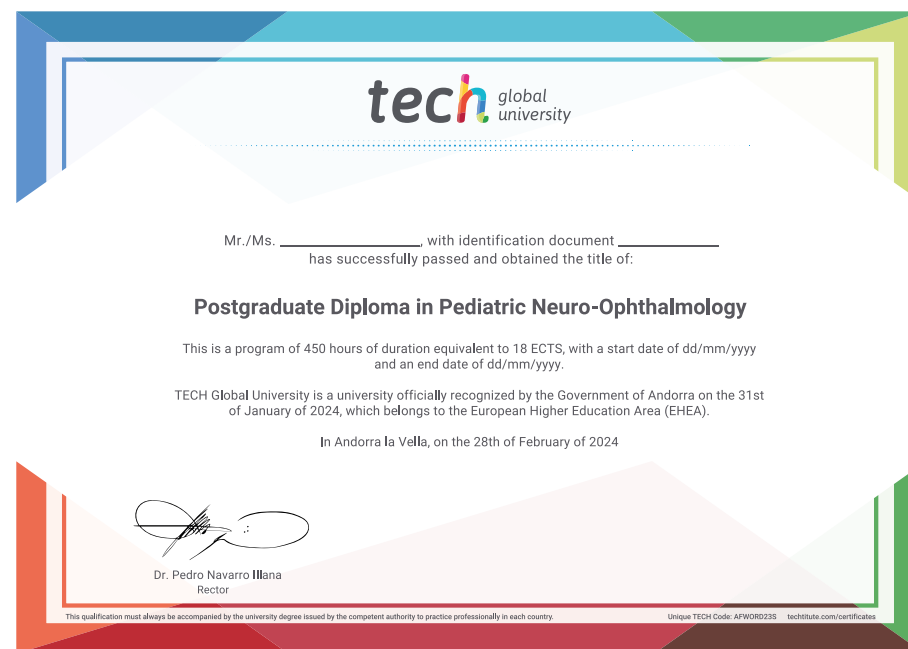 tech global
university
Mr./Ms. ____________, with identification document ____________
has successfully passed and obtained the title of:
Postgraduate Diploma in Pediatric Neuro-Ophthalmology
This is a program of 450 hours of duration equivalent to 18 ECTS, with a start date of dd/mm/yyyy
and an end date of dd/mm/yyyy.
TECH Global University is a university officially recognized by the Government of Andorra on the 31st
of January of 2024, which belongs to the European Higher Education Area (EHEA).
In Andorra la Vella, on the 28th of February of 2024
Dr. Pedro Navarro Illana
Rector
This qualification must always be accompanied by the university degree issued by the competent authority to practice professionally in each country.
Unique TECH Code: AFWORD23S techtitute.com/certificates